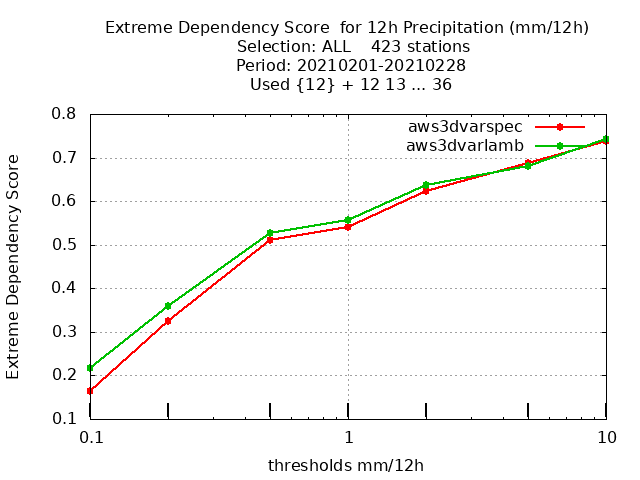 Extreme Dependency Score  for 12h Precipitation (mm/12h)
Selection: ALL    423 stations
Period: 20210201-20210228
Used {12} + 12 13 ... 36
aws3dvarspec
aws3dvarlamb
Extreme Dependency Score
0.8
0.7
0.6
0.5
0.4
0.3
0.2
0.1
0.1 1 10
thresholds mm/12h